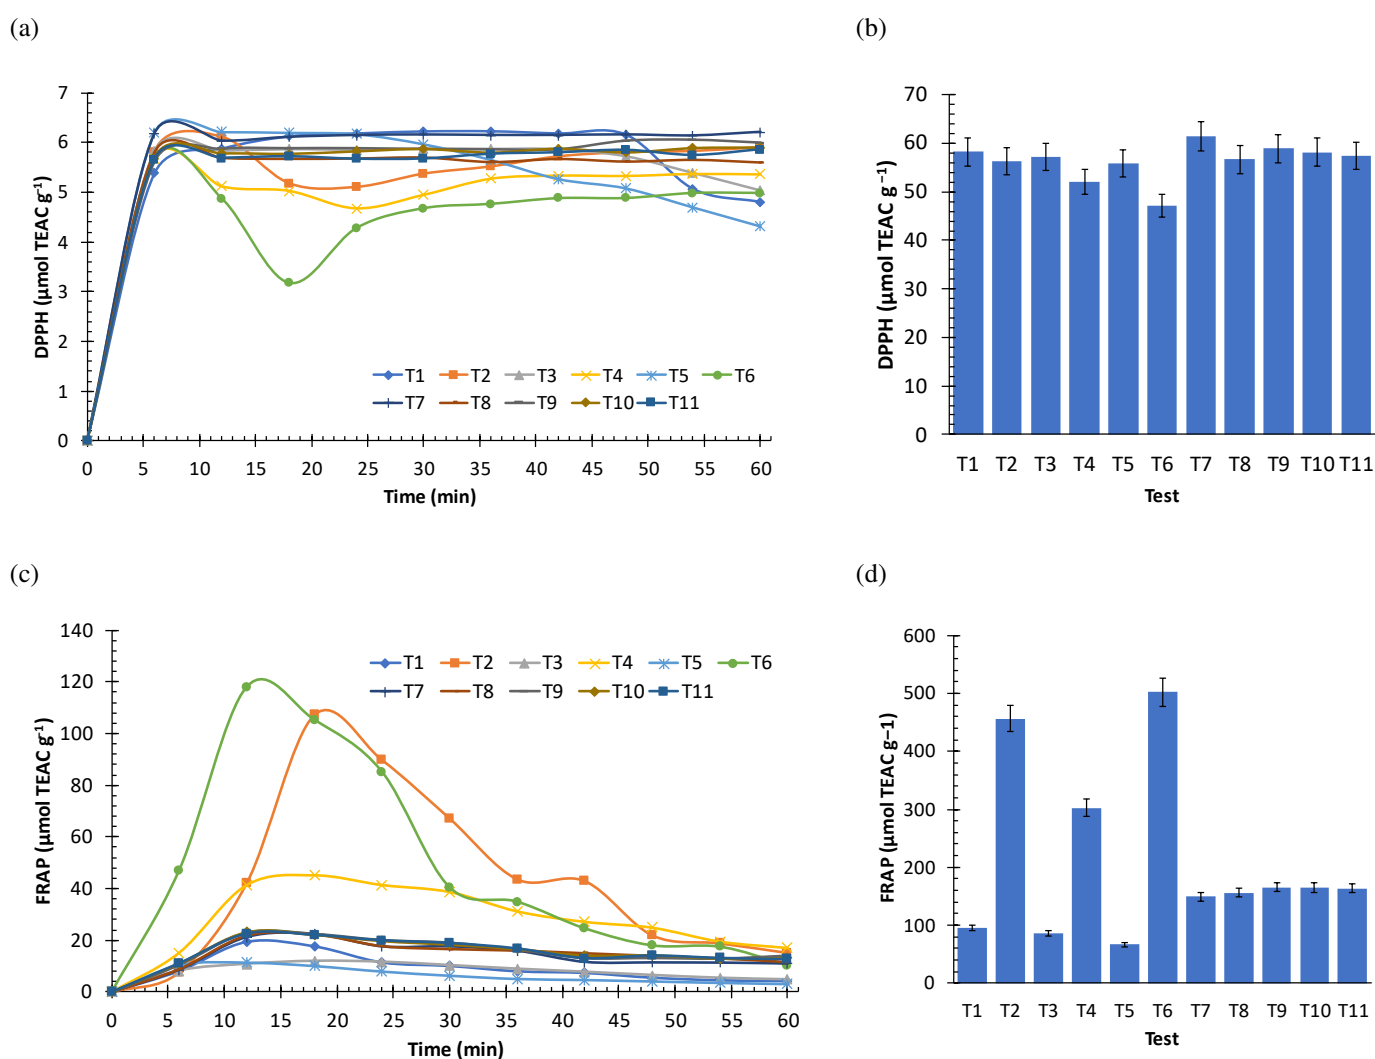 (a)
(b)
7
6
5
4
3
2
1
0
DPPH (µmol TEAC g⁻¹)
T1 T2 T3 T4 T5 T6
T7 T8 T9 T10 T11
0 5 10 15 20 25 30 35 40 45 50 55 60
Time (min)
70
60
50
40
30
20
10
0
DPPH (µmol TEAC g⁻¹)
T1 T2 T3 T4 T5 T6 T7 T8 T9 T10 T11
Test
(c)
(d)
140
120
100
80
60
40
20
0
FRAP (µmol TEAC g⁻¹)
T1 T2 T3 T4 T5 T6
T7 T8 T9 T10 T11
0 5 10 15 20 25 30 35 40 45 50 55 60
Time (min)
600
500
400
300
200
100
0
FRAP (µmol TEAC g−1)
T1 T2 T3 T4 T5 T6 T7 T8 T9 T10 T11
Test